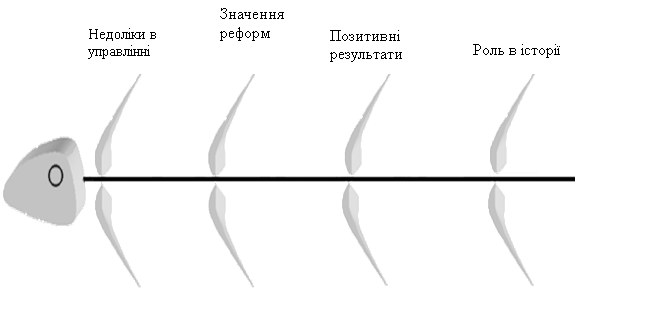 Недоліки в
управлінні
Значення
реформ
Позитивні
результати
Роль в історії